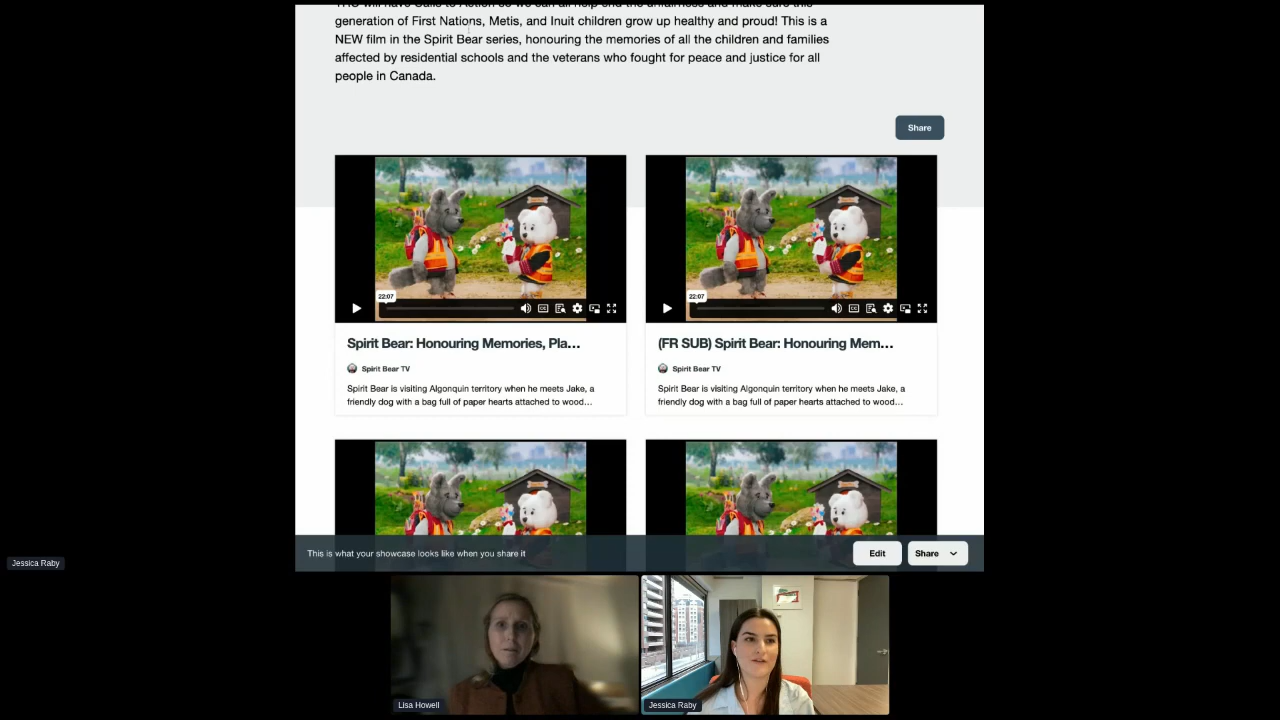 generation of First Nations, Metis, and Inuit children grow up healthy and proud! This is a
NEW film in the Spirit Bear series, honouring the memories of all the children and families
affected by residential schools and the veterans who fought for peace and justice for all
people in Canada.
Share
22:07
22:07
CC
CC
Spirit Bear: Honouring Memories, Pla...
(FR SUB) Spirit Bear: Honouring Mem...
Spirit Bear TV
Spirit Bear TV
Spirit Bear is visiting Algonquin territory when he meets Jake, a
friendly dog with a bag full of paper hearts attached to wood...
Spirit Bear is visiting Algonquin territory when he meets Jake, a
friendly dog with a bag full of paper hearts attached to wood...
This is what your showcase looks like when you share it
Edit
Share
Jessica Raby
Lisa Howell
Jessica Raby